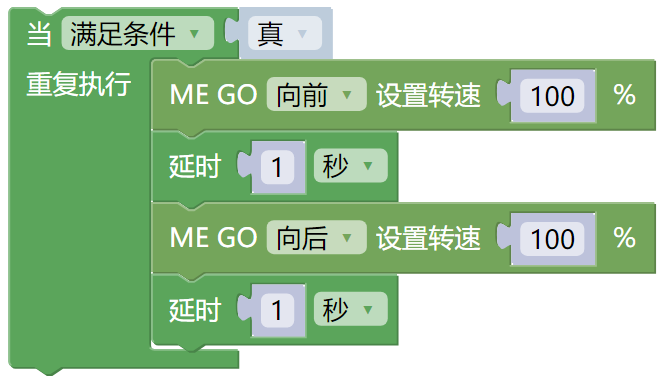 当 满足条件 真
重复执行
ME GO 向前 设置转速 100 %
延时 1 秒
ME GO 向后 设置转速 100 %
延时 1 秒